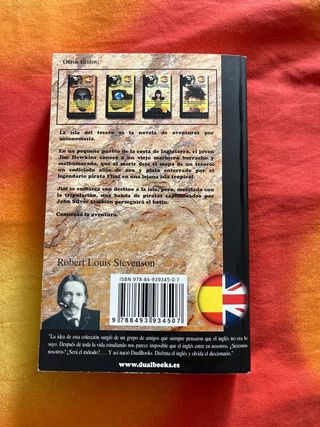 Otros títulos:
La isla del tesoro es la novela de aventuras por
antonomasia.
En un pequeño pueblo de la costa de Inglaterra, el joven
Jim Hawkins conoce a un viejo marinero borracho y
malhumorado, que al morir deja el mapa de un tesoro:
un codiciado alijo de oro y plata enterrado por el
legendario pirata Flint en una lejana isla tropical.
Jim se embarca con destino a la isla, pero, mezclada con
la tripulación, una banda de piratas capitaneados por
John Silver también perseguirá el botín.
Comienza la aventura.
Robert Louis Stevenson
ISBN 978-84-939345-0-7
9 788493 934507
"La idea de esta colección surgió de un grupo de amigos que siempre pensaron que el inglés no era lo
suyo. Después de toda la vida estudiando nos parece imposible que el inglés entre en nosotros. ¿Seremos
nosotros? ¿Será el método?. … Y así nació DualBooks. Disfruta el inglés y olvida el diccionario."
www.dualbooks.es